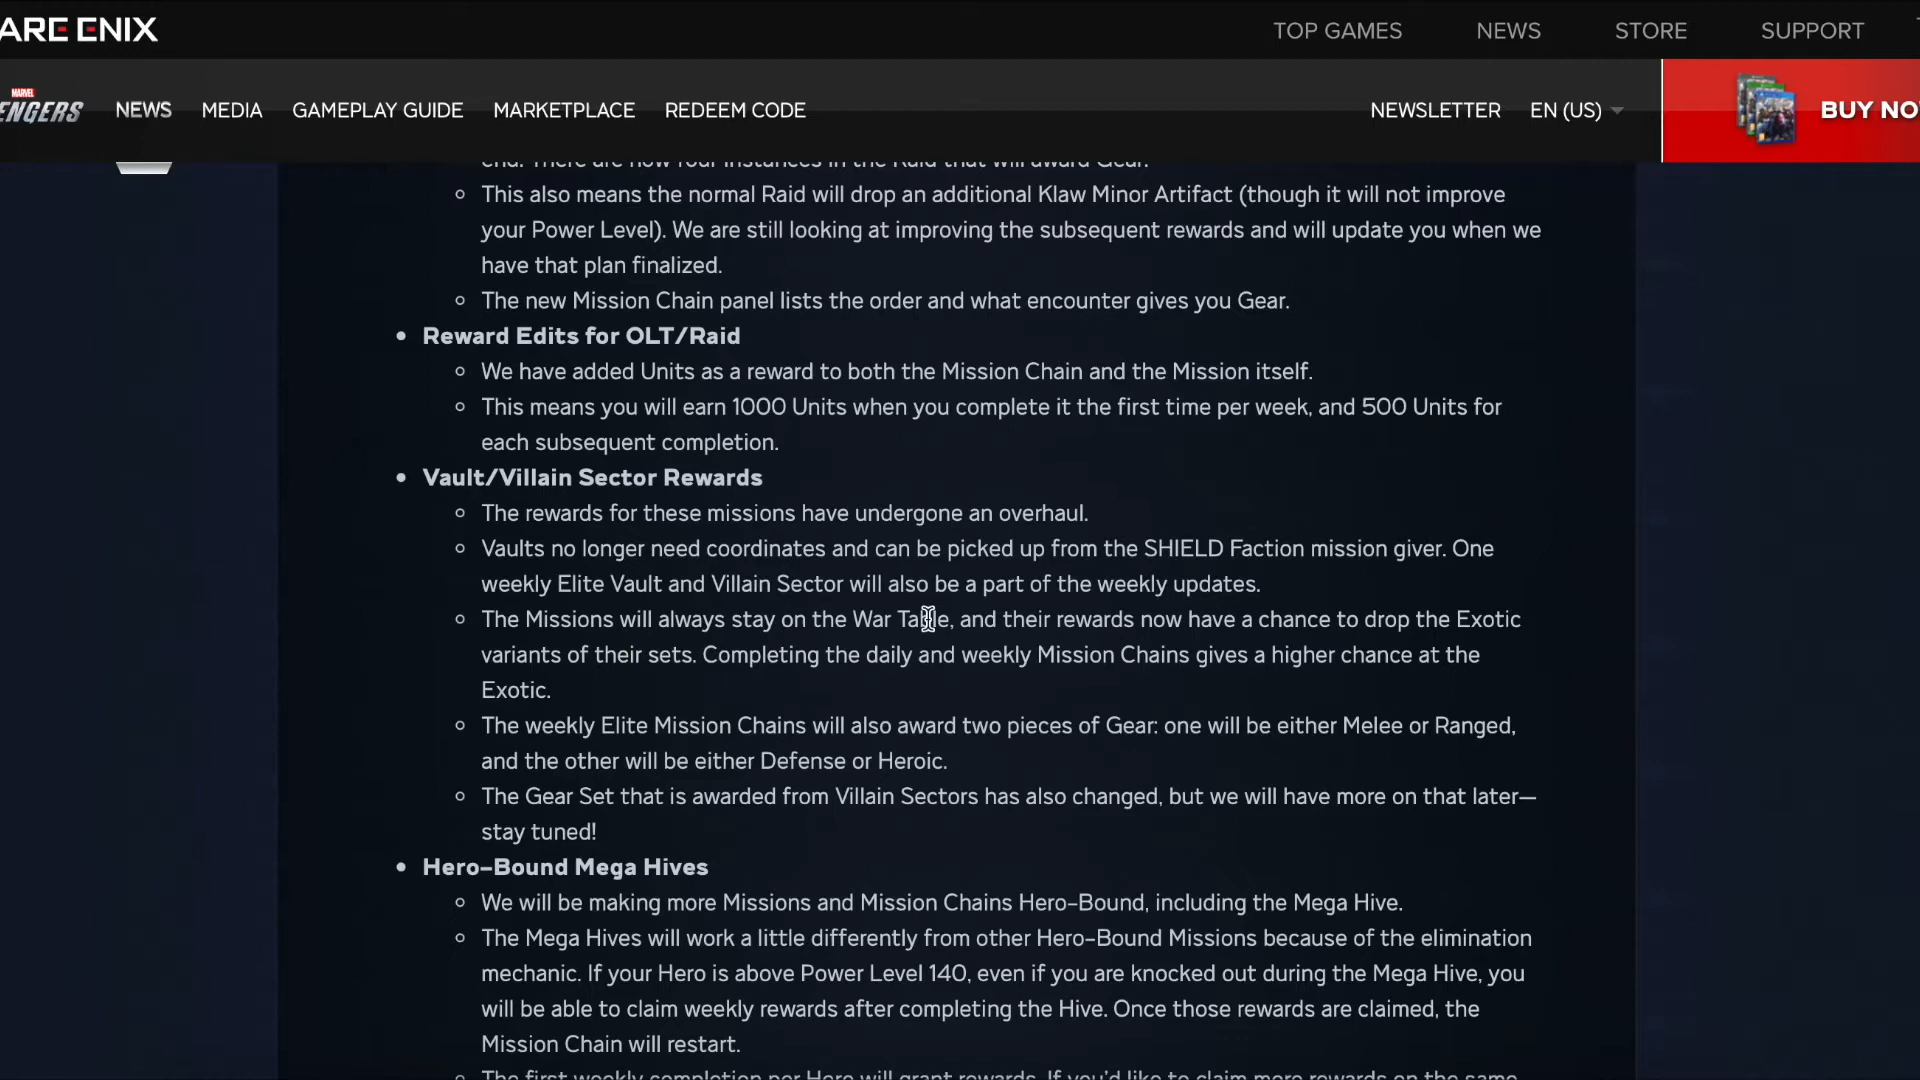 ARE ENIX
TOP GAMES NEWS STORE SUPPORT
MARVEL
ENGERS
NEWS MEDIA GAMEPLAY GUIDE MARKETPLACE REDEEM CODE
NEWSLETTER EN (US)
BUY NO
end. There are now four instances in the Raid that will award Gear.
This also means the normal Raid will drop an additional Klaw Minor Artifact (though it will not improve
your Power Level). We are still looking at improving the subsequent rewards and will update you when we
have that plan finalized.
The new Mission Chain panel lists the order and what encounter gives you Gear.
Reward Edits for OLT/Raid
We have added Units as a reward to both the Mission Chain and the Mission itself.
This means you will earn 1000 Units when you complete it the first time per week, and 500 Units for
each subsequent completion.
Vault/Villain Sector Rewards
The rewards for these missions have undergone an overhaul.
Vaults no longer need coordinates and can be picked up from the SHIELD Faction mission giver. One
weekly Elite Vault and Villain Sector will also be a part of the weekly updates.
The Missions will always stay on the War Table, and their rewards now have a chance to drop the Exotic
variants of their sets. Completing the daily and weekly Mission Chains gives a higher chance at the
Exotic.
The weekly Elite Mission Chains will also award two pieces of Gear: one will be either Melee or Ranged,
and the other will be either Defense or Heroic.
The Gear Set that is awarded from Villain Sectors has also changed, but we will have more on that later—
stay tuned!
Hero-Bound Mega Hives
We will be making more Missions and Mission Chains Hero-Bound, including the Mega Hive.
The Mega Hives will work a little differently from other Hero-Bound Missions because of the elimination
mechanic. If your Hero is above Power Level 140, even if you are knocked out during the Mega Hive, you
will be able to claim weekly rewards after completing the Hive. Once those rewards are claimed, the
Mission Chain will restart.
The first weekly completion per Hero will grant rewards. If you'd like to claim more rewards on the same